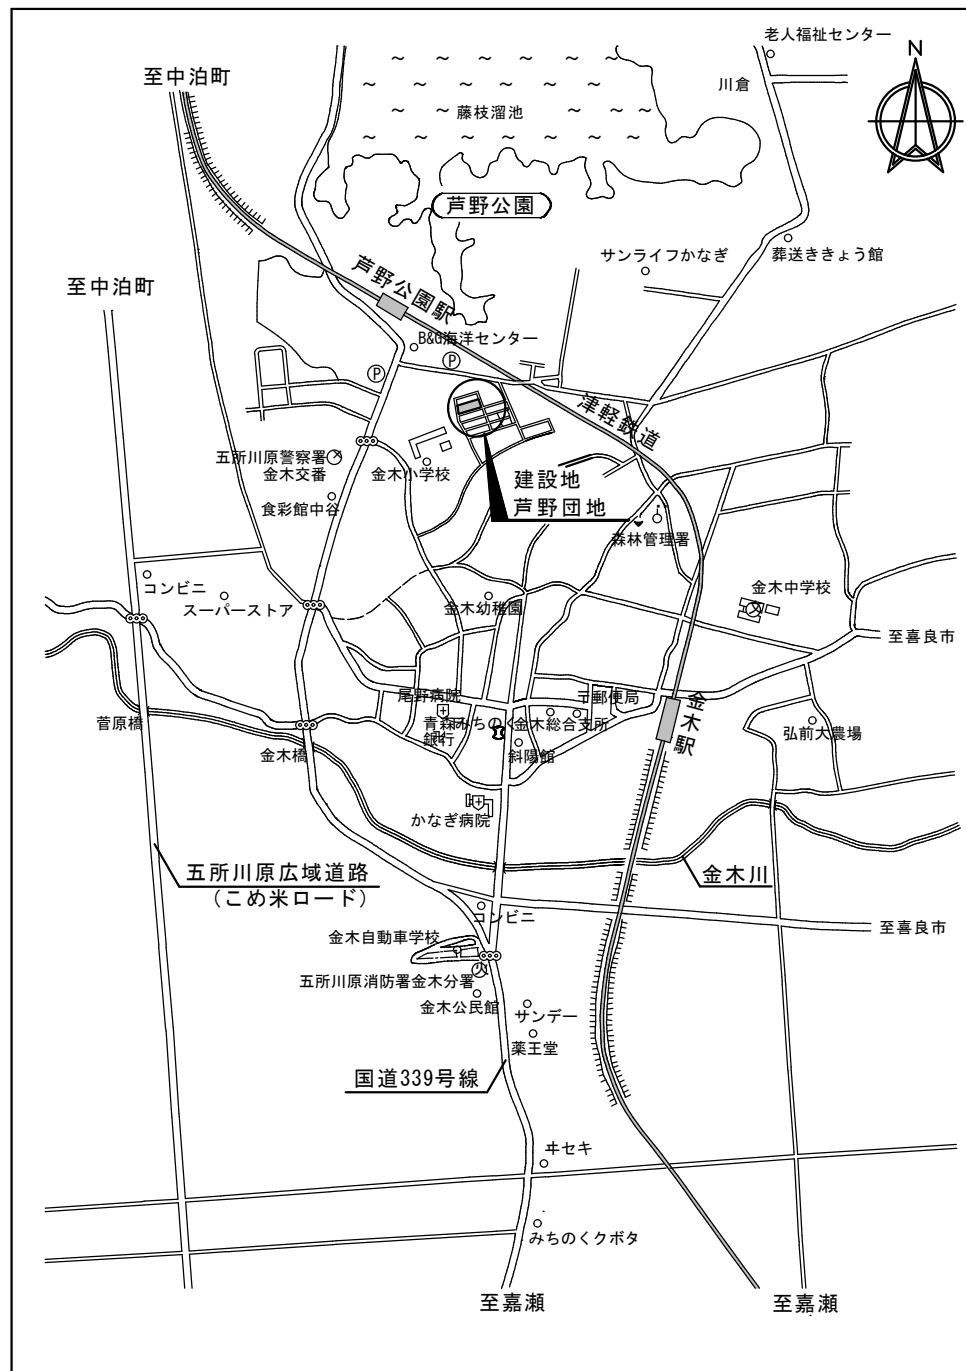 老人福祉センター
N
至中泊町
川倉
藤枝溜池
芦野公園
葬送ききょう館
サンライフかなぎ
芦野公園駅
至中泊町
B&G海洋センター
P
P
津軽鉄道
五所川原警察署
金木交番
金木小学校
建設地
芦野団地
食彩館中谷
森林管理署
コンビニ
スーパーストア
金木幼稚園
金木中学校
文
至喜良市
尾野病院
〒郵便局
金木駅
菅原橋
金木橋
青森みちのく
銀行
金木総合支所
斜陽館
弘前大農場
かなぎ病院
五所川原広域道路
(こめ米ロード)
金木川
コンビニ
至喜良市
金木自動車学校
五所川原消防署金木分署
金木公民館
サンデー
薬王堂
国道339号線
ヰセキ
みちのくクボタ
至嘉瀬
至嘉瀬